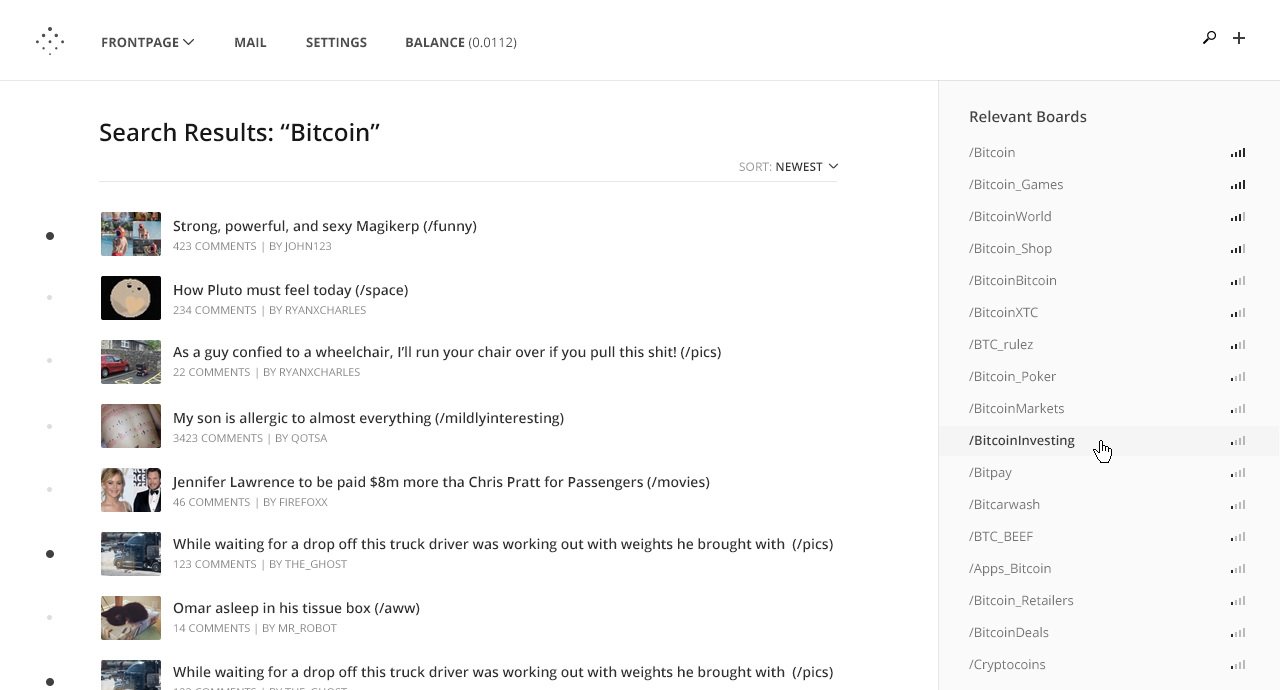 FRONTPAGE MAIL SETTINGS BALANCE (0.0112)
Search Results: “Bitcoin”
SORT: NEWEST
Strong, powerful, and sexy Magikerp (/funny)
423 COMMENTS | BY JOHN123
How Pluto must feel today (/space)
234 COMMENTS | BY RYANXCHARLES
As a guy confied to a wheelchair, I’ll run your chair over if you pull this shit! (/pics)
22 COMMENTS | BY RYANXCHARLES
My son is allergic to almost everything (/mildlyinteresting)
3423 COMMENTS | BY QOTSA
Jennifer Lawrence to be paid $8m more tha Chris Pratt for Passengers (/movies)
46 COMMENTS | BY FIREFOXX
While waiting for a drop off this truck driver was working out with weights he brought with (/pics)
123 COMMENTS | BY THE_GHOST
Omar asleep in his tissue box (/aww)
14 COMMENTS | BY MR_ROBOT
While waiting for a drop off this truck driver was working out with weights he brought with (/pics)
Relevant Boards
/Bitcoin
/Bitcoin_Games
/BitcoinWorld
/Bitcoin_Shop
/BitcoinBitcoin
/BitcoinXTC
/BTC_rulez
/Bitcoin_Poker
/BitcoinMarkets
/BitcoinInvesting
/Bitpay
/Bitcarwash
/BTC_BEEF
/Apps_Bitcoin
/Bitcoin_Retailers
/BitcoinDeals
/Cryptocoins